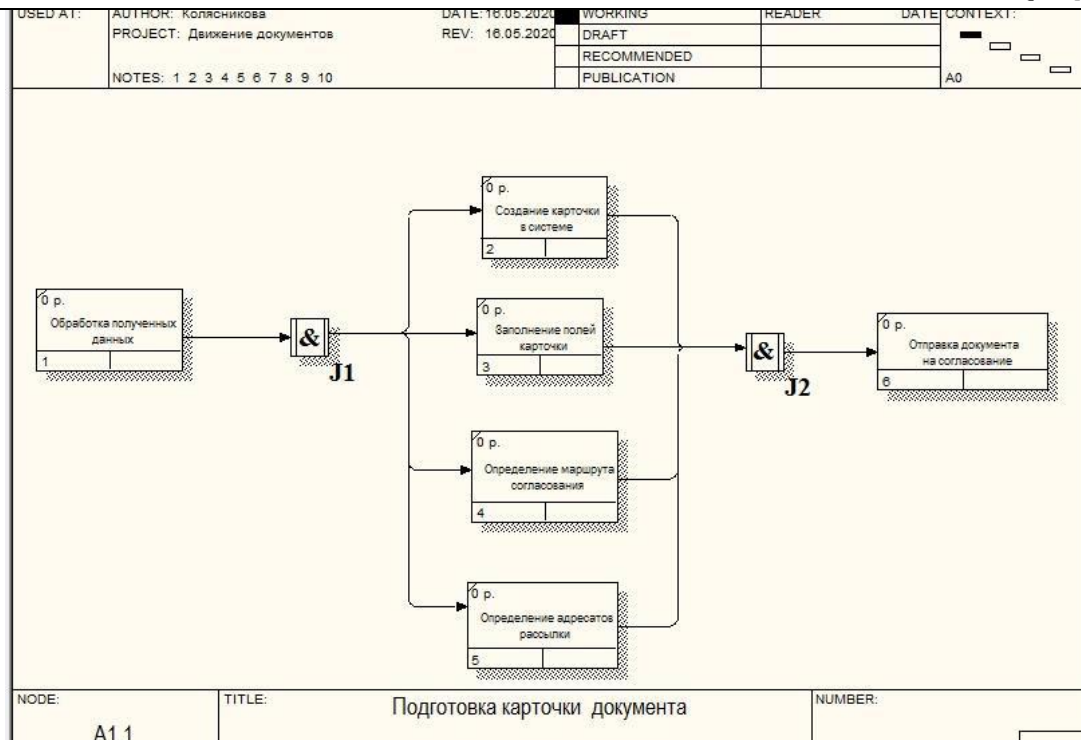 USED AT:
AUTHOR: Колясникова
DATE: 16.05.2020
WORKING
READER
DATE
CONTEXT:
PROJECT: Движение документов
REV: 16.05.2020
DRAFT
RECOMMENDED
NOTES: 1 2 3 4 5 6 7 8 9 10
PUBLICATION
A0
0 р.
Создание карточки
в системе
2
0 р.
Обработка полученных
данных
1
&
J1
0 р.
Заполнение полей
карточки
3
&
J2
0 р.
Отправка документа
на согласование
6
0 р.
Определение маршрута
согласования
4
0 р.
Определение адресатов
рассылки
5
NODE:
TITLE:
Подготовка карточки документа
NUMBER:
A1.1